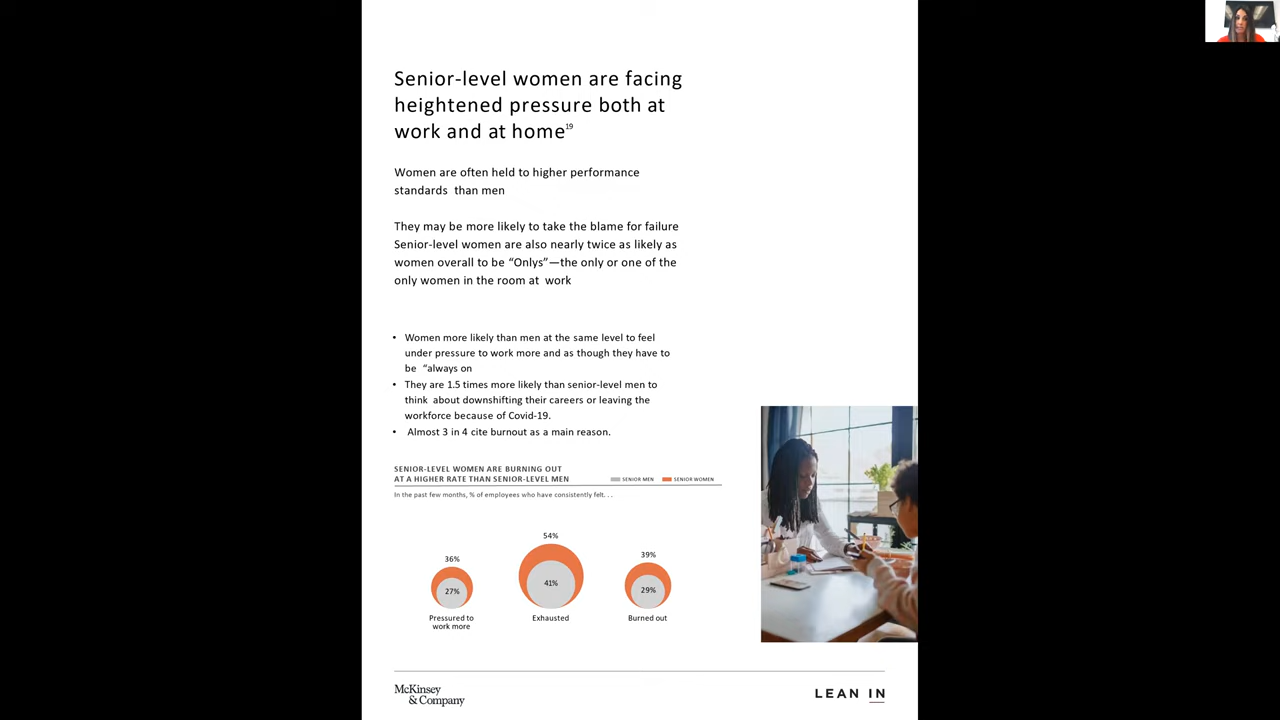 Senior-level women are facing
heightened pressure both at
work and at home19
Women are often held to higher performance
standards than men
They may be more likely to take the blame for failure
Senior-level women are also nearly twice as likely as
women overall to be “Onlys”—the only or one of the
only women in the room at work
• Women more likely than men at the same level to feel
under pressure to work more and as though they have to
be “always on
• They are 1.5 times more likely than senior-level men to
think about downshifting their careers or leaving the
workforce because of Covid-19.
• Almost 3 in 4 cite burnout as a main reason.
SENIOR-LEVEL WOMEN ARE BURNING OUT
AT A HIGHER RATE THAN SENIOR-LEVEL MEN
SENIOR MEN SENIOR WOMEN
In the past few months, % of employees who have consistently felt. . .
36%
27%
Pressured to
work more
54%
41%
Exhausted
39%
29%
Burned out
McKinsey
& Company
LEAN IN